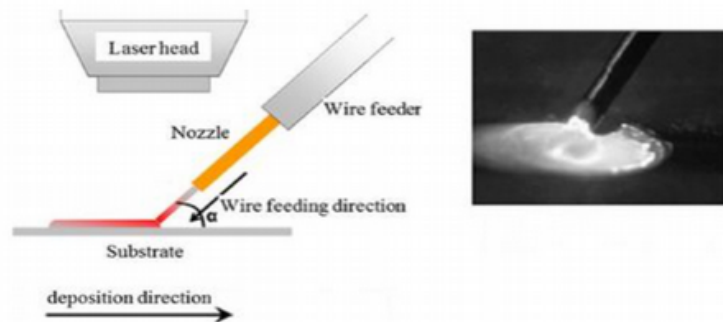 Laser head
Wire feeder
Nozzle
Wire feeding direction
α
Substrate
deposition direction